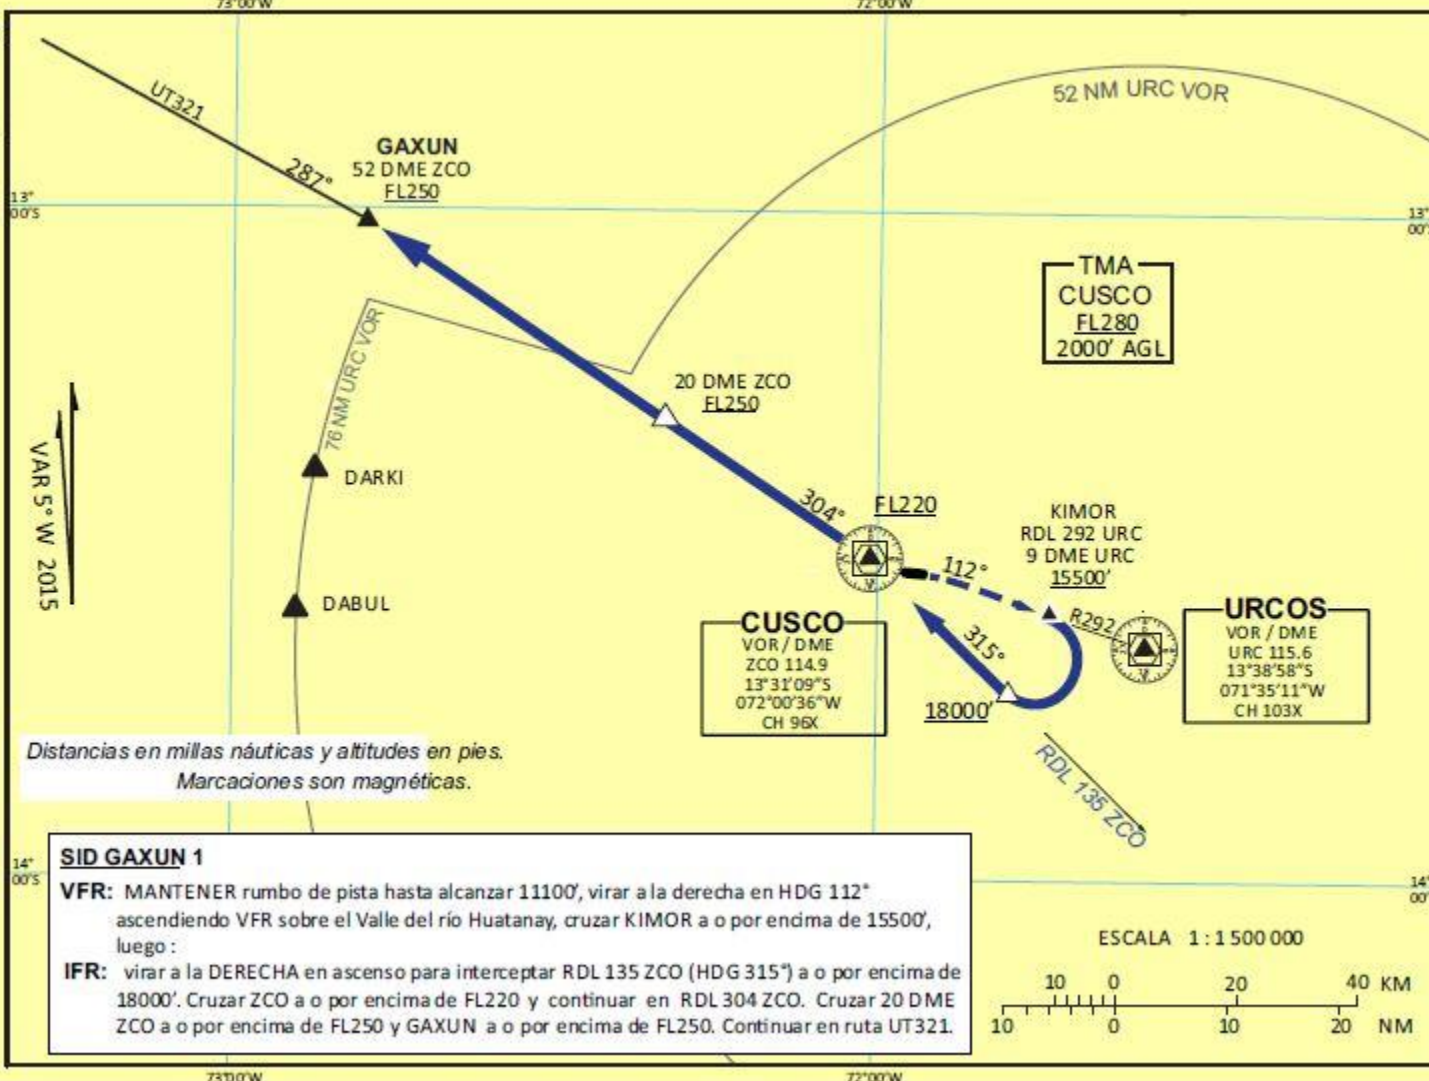 73°00'W
72°00'W
UT321
287°
GAXUN
52 DME ZCO
FL250
52 NM URC VOR
13°
00'S
13°
00'S
TMA
CUSCO
FL280
2000' AGL
76 NM URC VOR
20 DME ZCO
FL250
DARKI
VAR 5° W 2015
304°
FL220
KIMOR
RDL 292 URC
9 DME URC
15500'
112°
DABUL
R292
315°
18000'
CUSCO
VOR / DME
ZCO 114.9
13°31'09"S
072°00'36"W
CH 96X
URCOS
VOR / DME
URC 115.6
13°38'58"S
071°35'11"W
CH 103X
RDL 135 ZCO
Distancias en millas náuticas y altitudes en pies.
Marcaciones son magnéticas.
14°
00'S
14°
00'
SID GAXUN 1
VFR: MANTENER rumbo de pista hasta alcanzar 11100', virar a la derecha en HDG 112°
ascendiendo VFR sobre el Valle del río Huatanay, cruzar KIMOR a o por encima de 15500',
luego :
IFR: virar a la DERECHA en ascenso para interceptar RDL 135 ZCO (HDG 315°) a o por encima de
18000'. Cruzar ZCO a o por encima de FL220 y continuar en RDL 304 ZCO. Cruzar 20 DME
ZCO a o por encima de FL250 y GAXUN a o por encima de FL250. Continuar en ruta UT321.
ESCALA 1 : 1 500 000
10 0 20 40 KM
10 0 10 20 NM
73°00'W
72°00'W